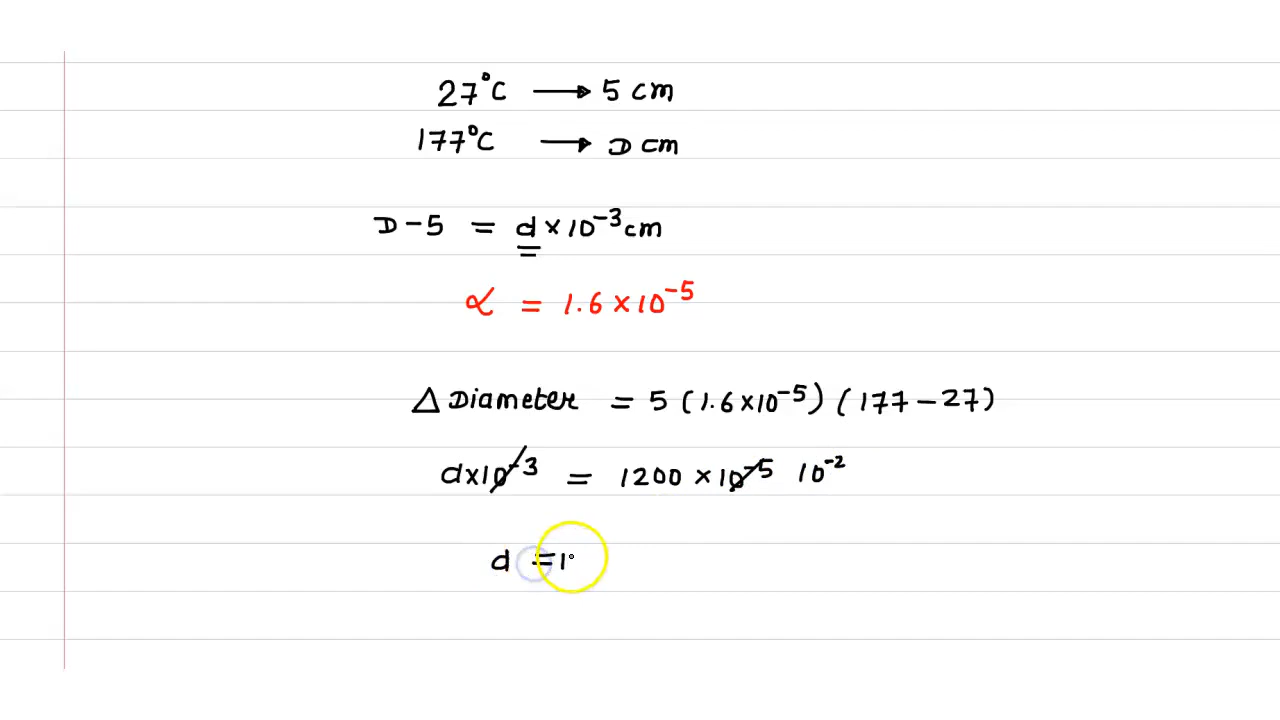 27°C → 5 cm
177°C → D cm
D - 5 = d × 10⁻³ cm
α = 1.6 × 10⁻⁵
Δ Diameter = 5 (1.6 × 10⁻⁵) (177 - 27)
d × 10⁻³ = 1200 × 10⁻⁵ 10⁻²
d = 1